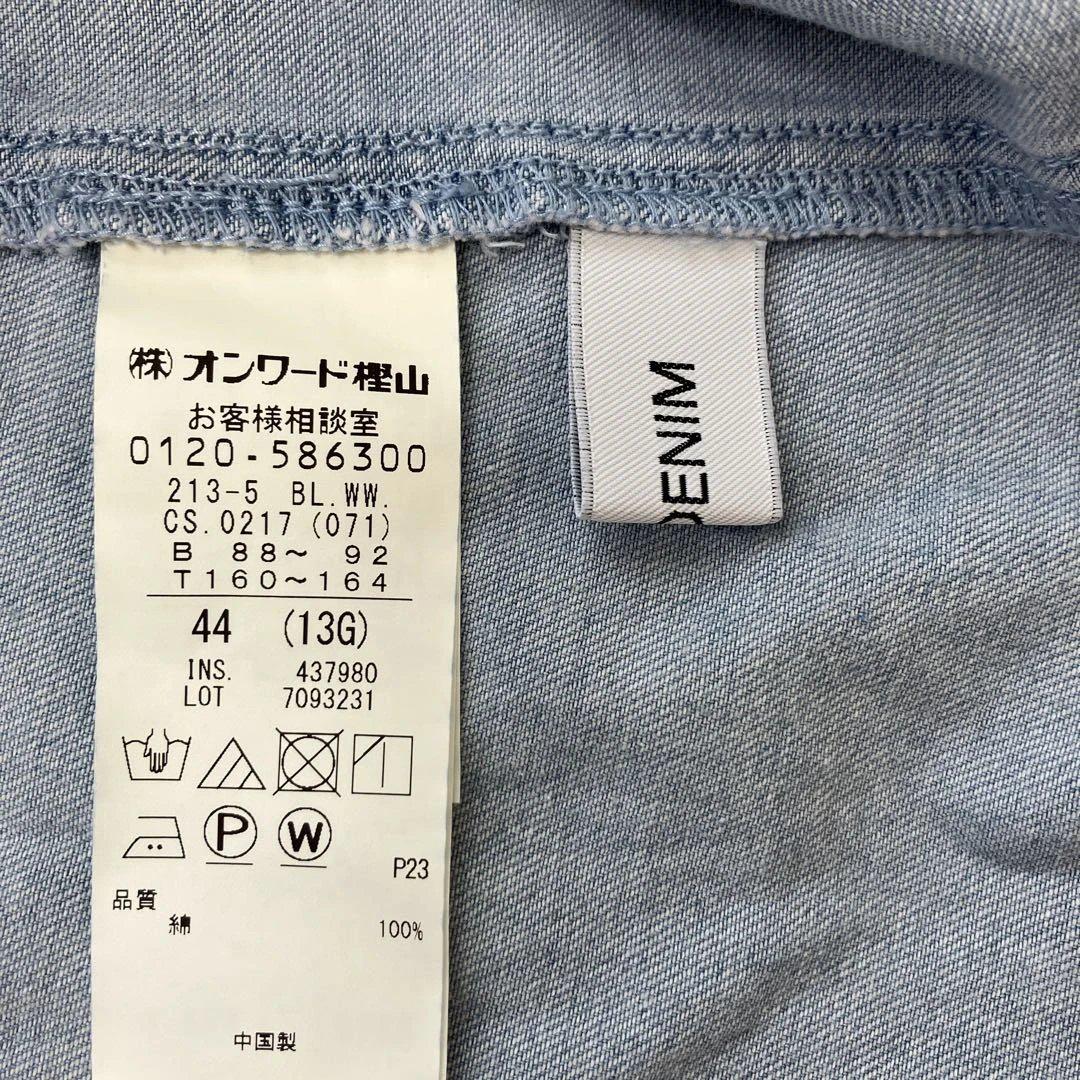 (株)オンワード樫山
お客様相談室
0120-586300
213-5 BL.WW.
CS.0217 (071)
B 88~ 92
T160~164
44 (13G)
INS. 437980
LOT 7093231
P
W
P23
品質
綿 100%
中国製
DENIM